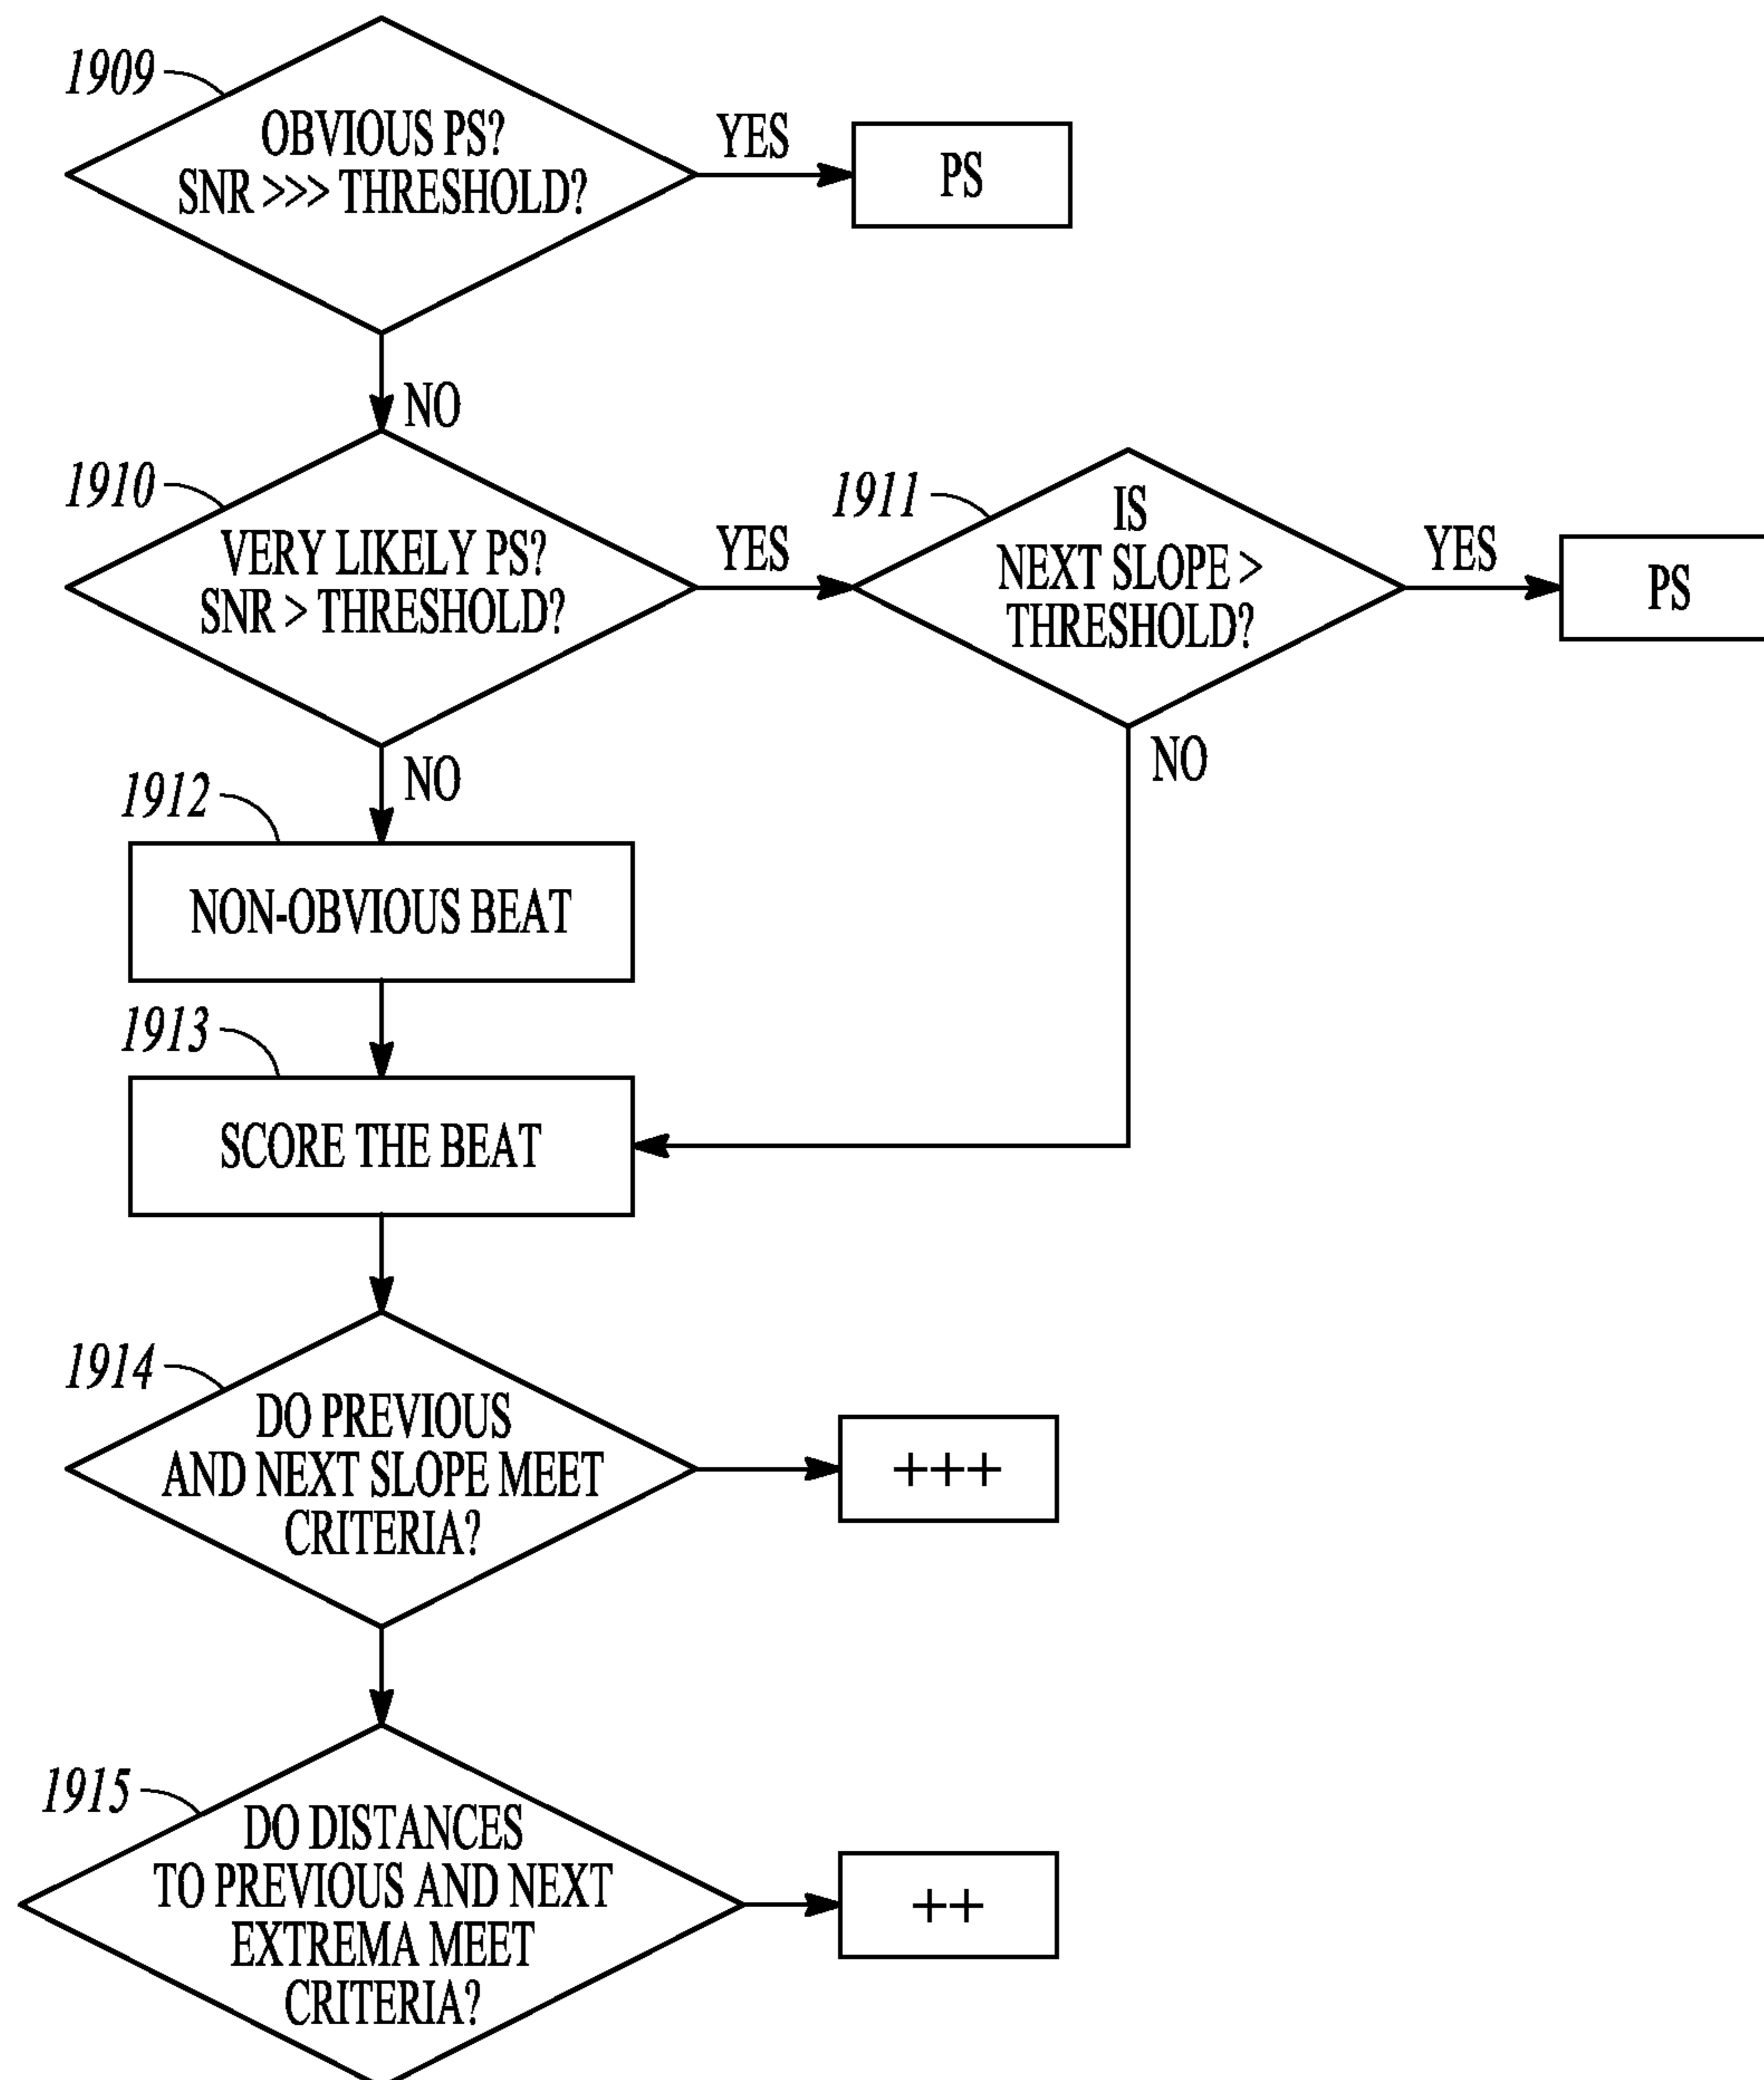 1909
OBVIOUS PS?
SNR >>> THRESHOLD?
YES
PS
NO
1910
VERY LIKELY PS?
SNR > THRESHOLD?
YES
1911
IS
NEXT SLOPE >
THRESHOLD?
YES
PS
NO
NO
1912
NON-OBVIOUS BEAT
1913
SCORE THE BEAT
1914
DO PREVIOUS
AND NEXT SLOPE MEET
CRITERIA?
+++
1915
DO DISTANCES
TO PREVIOUS AND NEXT
EXTREMA MEET
CRITERIA?
++